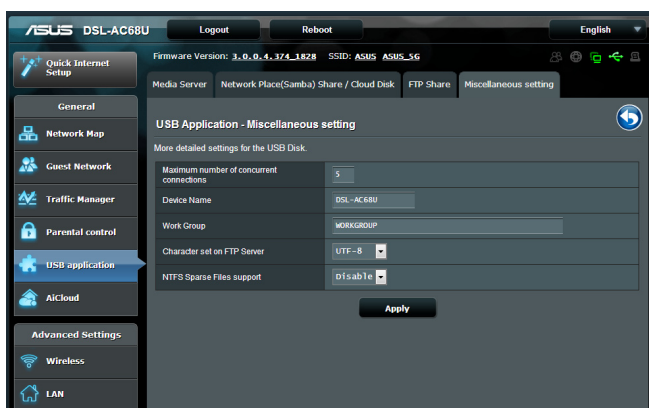 ASUS DSL-AC68U Logout Reboot English
Quick Internet Setup
Firmware Version: 3.0.0.4.374_1828 SSID: ASUS ASUS_5G
Media Server Network Place(Samba) Share / Cloud Disk FTP Share Miscellaneous setting
General
Network Map
Guest Network
Traffic Manager
Parental control
USB application
AiCloud
Advanced Settings
Wireless
LAN
USB Application - Miscellaneous setting
More detailed settings for the USB Disk.
Maximum number of concurrent connections 5
Device Name DSL-AC68U
Work Group WORKGROUP
Character set on FTP Server UTF-8
NTFS Sparse Files support Disable
Apply